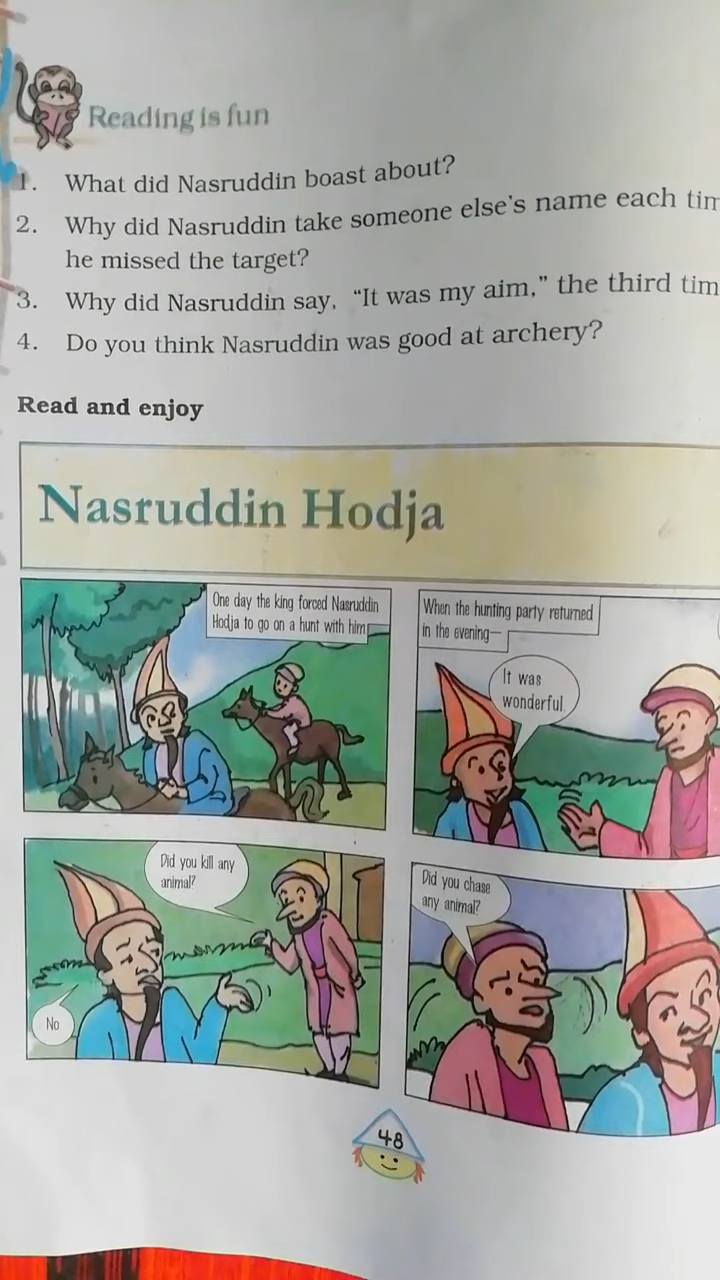 Reading is fun
1. What did Nasruddin boast about?
2. Why did Nasruddin take someone else's name each tim
he missed the target?
3. Why did Nasruddin say, “It was my aim,” the third tim
4. Do you think Nasruddin was good at archery?
Read and enjoy
Nasruddin Hodja
One day the king forced Nasruddin
Hodja to go on a hunt with him
When the hunting party returned
in the evening—
It was
wonderful.
Did you kill any
animal?
No
Did you chase
any animal?
48